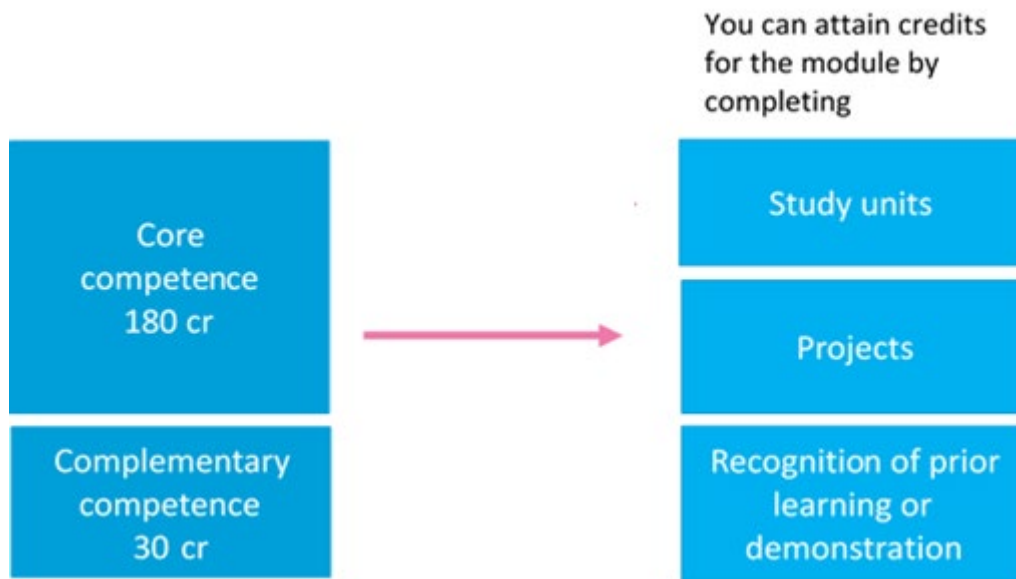 You can attain credits
for the module by
completing
Core
competence
180 cr
Complementary
competence
30 cr
Study units
Projects
Recognition of prior
learning or
demonstration